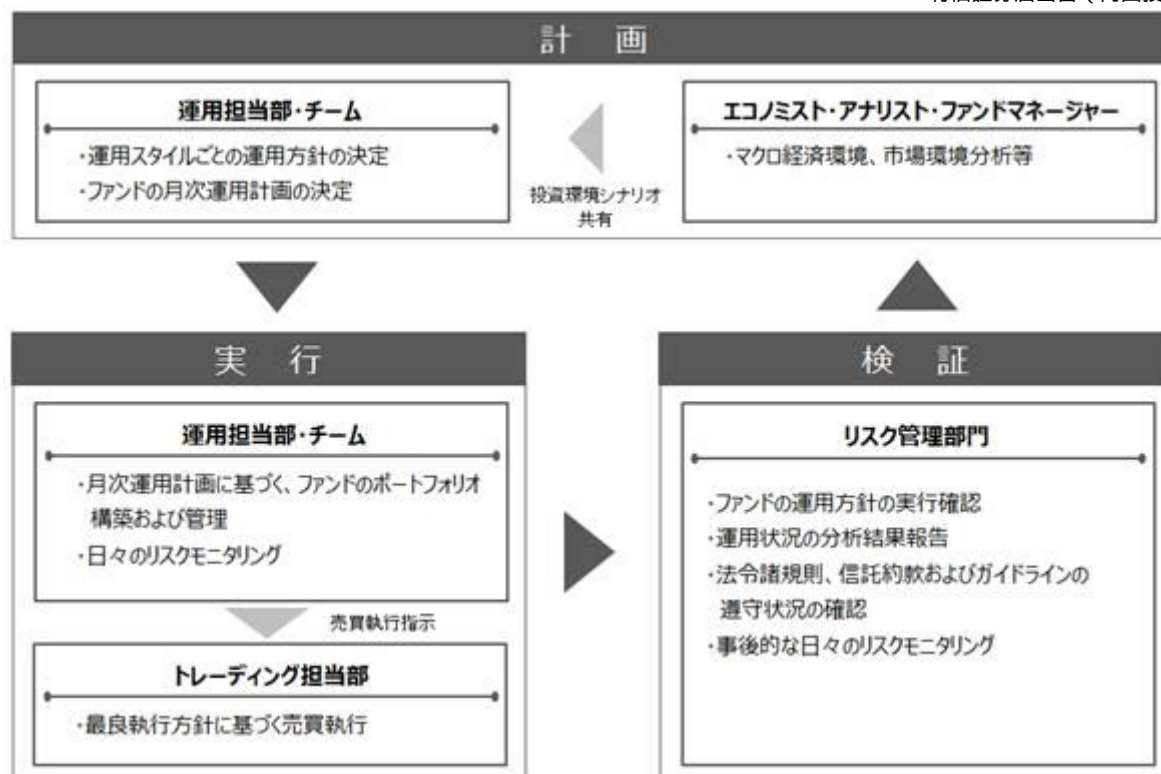 計 画
運用担当部・チーム
・運用スタイルごとの運用方針の決定
・ファンドの月次運用計画の決定
投資環境シナリオ
共有
エコノミスト・アナリスト・ファンドマネージャー
・マクロ経済環境、市場環境分析等
実 行
運用担当部・チーム
・月次運用計画に基づく、ファンドのポートフォリオ
構築および管理
・日々のリスクモニタリング
売買執行指示
トレーディング担当部
・最良執行方針に基づく売買執行
検 証
リスク管理部門
・ファンドの運用方針の実行確認
・運用状況の分析結果報告
・法令諸規則、信託約款およびガイドラインの
遵守状況の確認
・事後的な日々のリスクモニタリング